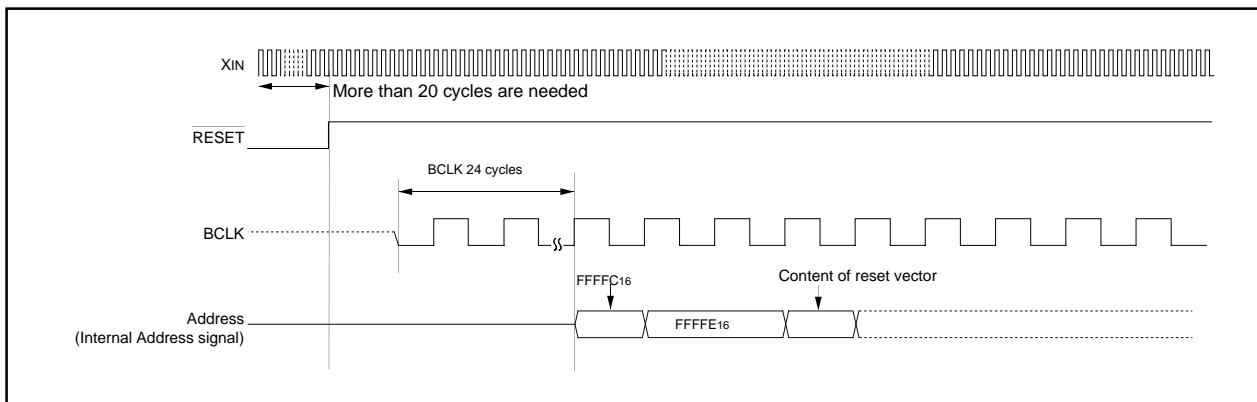 XIN
More than 20 cycles are needed
RESET
BCLK 24 cycles
BCLK
FFFFC16
Content of reset vector
Address
(Internal Address signal)
FFFFE16